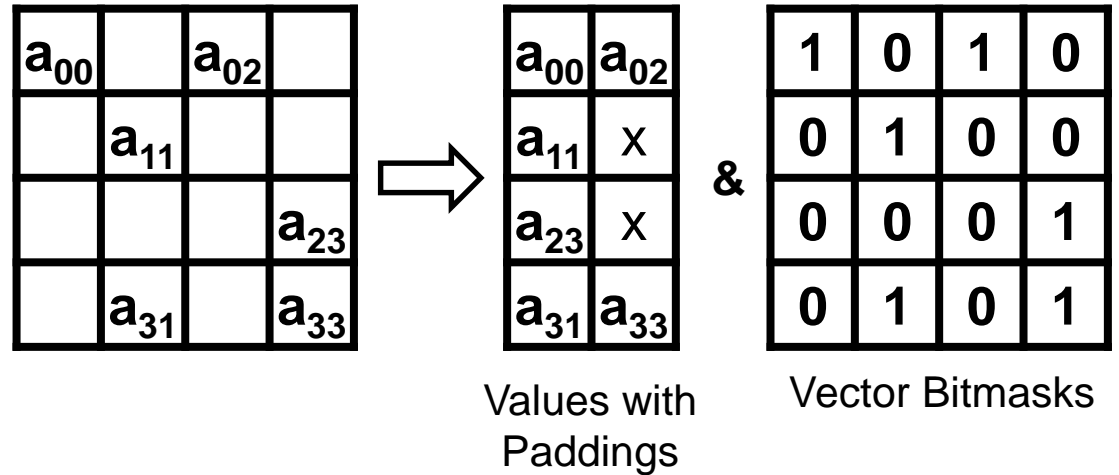 a₀₀ a₀₂ a₀₀ a₀₂ 1 0 1 0
a₁₁ a₁₁ x 0 1 0 0
&
a₂₃ a₂₃ x 0 0 0 1
a₃₁ a₃₃ a₃₁ a₃₃ 0 1 0 1
Values with
Paddings
Vector Bitmasks